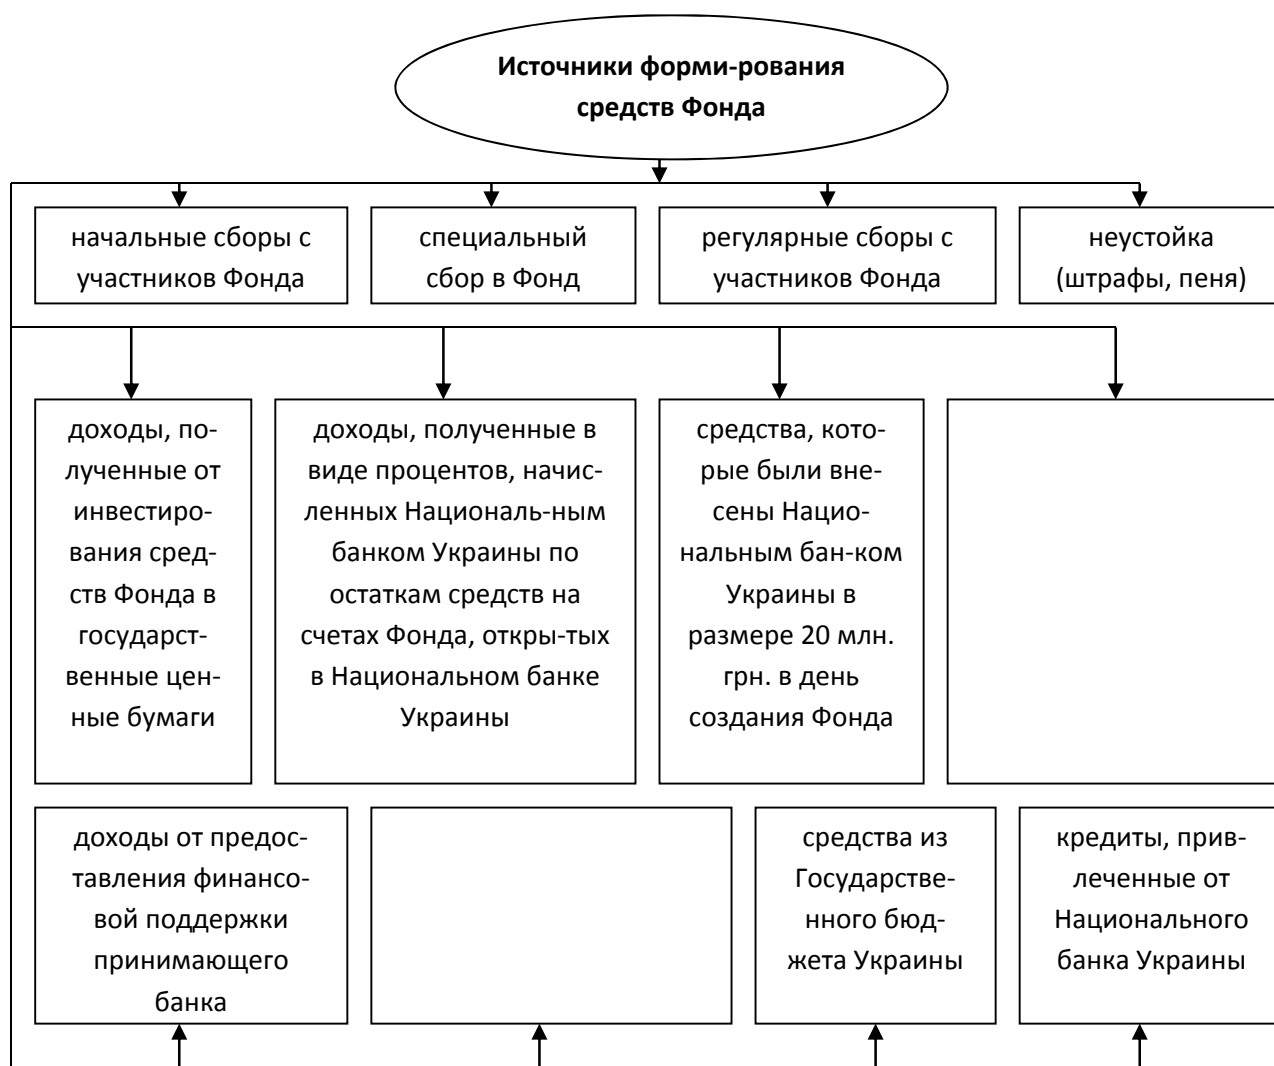 Источники форми-рования
средств Фонда
начальные сборы с
участников Фонда
специальный
сбор в Фонд
регулярные сборы с
участников Фонда
неустойка
(штрафы, пеня)
доходы, по-
лученные от
инвестиро-
вания сред-
ств Фонда в
государст-
венные цен-
ные бумаги
доходы, полученные в
виде процентов, начис-
ленных Националь-ным
банком Украины по
остаткам средств на
счетах Фонда, откры-тых
в Национальном банке
Украины
средства, кото-
рые были вне-
сены Нацио-
нальным бан-ком
Украины в
размере 20 млн.
грн. в день
создания Фонда
доходы от предос-
тавления финансо-
вой поддержки
принимающего
банка
средства из
Государстве-
нного бюд-
жета Украины
кредиты, прив-
леченные от
Национального
банка Украины